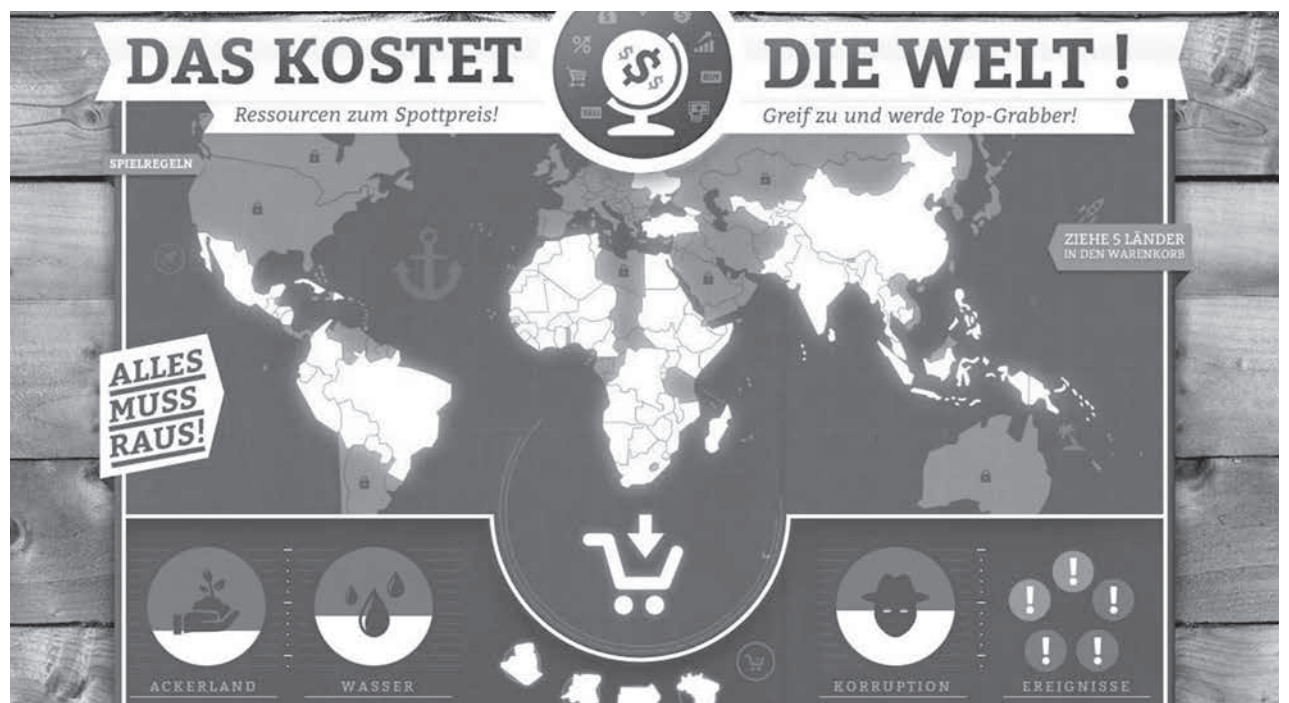 DAS KOSTET DIE WELT !
Ressourcen zum Spottpreis!
Greif zu und werde Top-Grabber!
SPIELREGELN
ZIEHE 5 LÄNDER
IN DEN WARENKORB
ALLES
MUSS
RAUS!
ACKERLAND
WASSER
KORRUPTION
EREIGNISSE